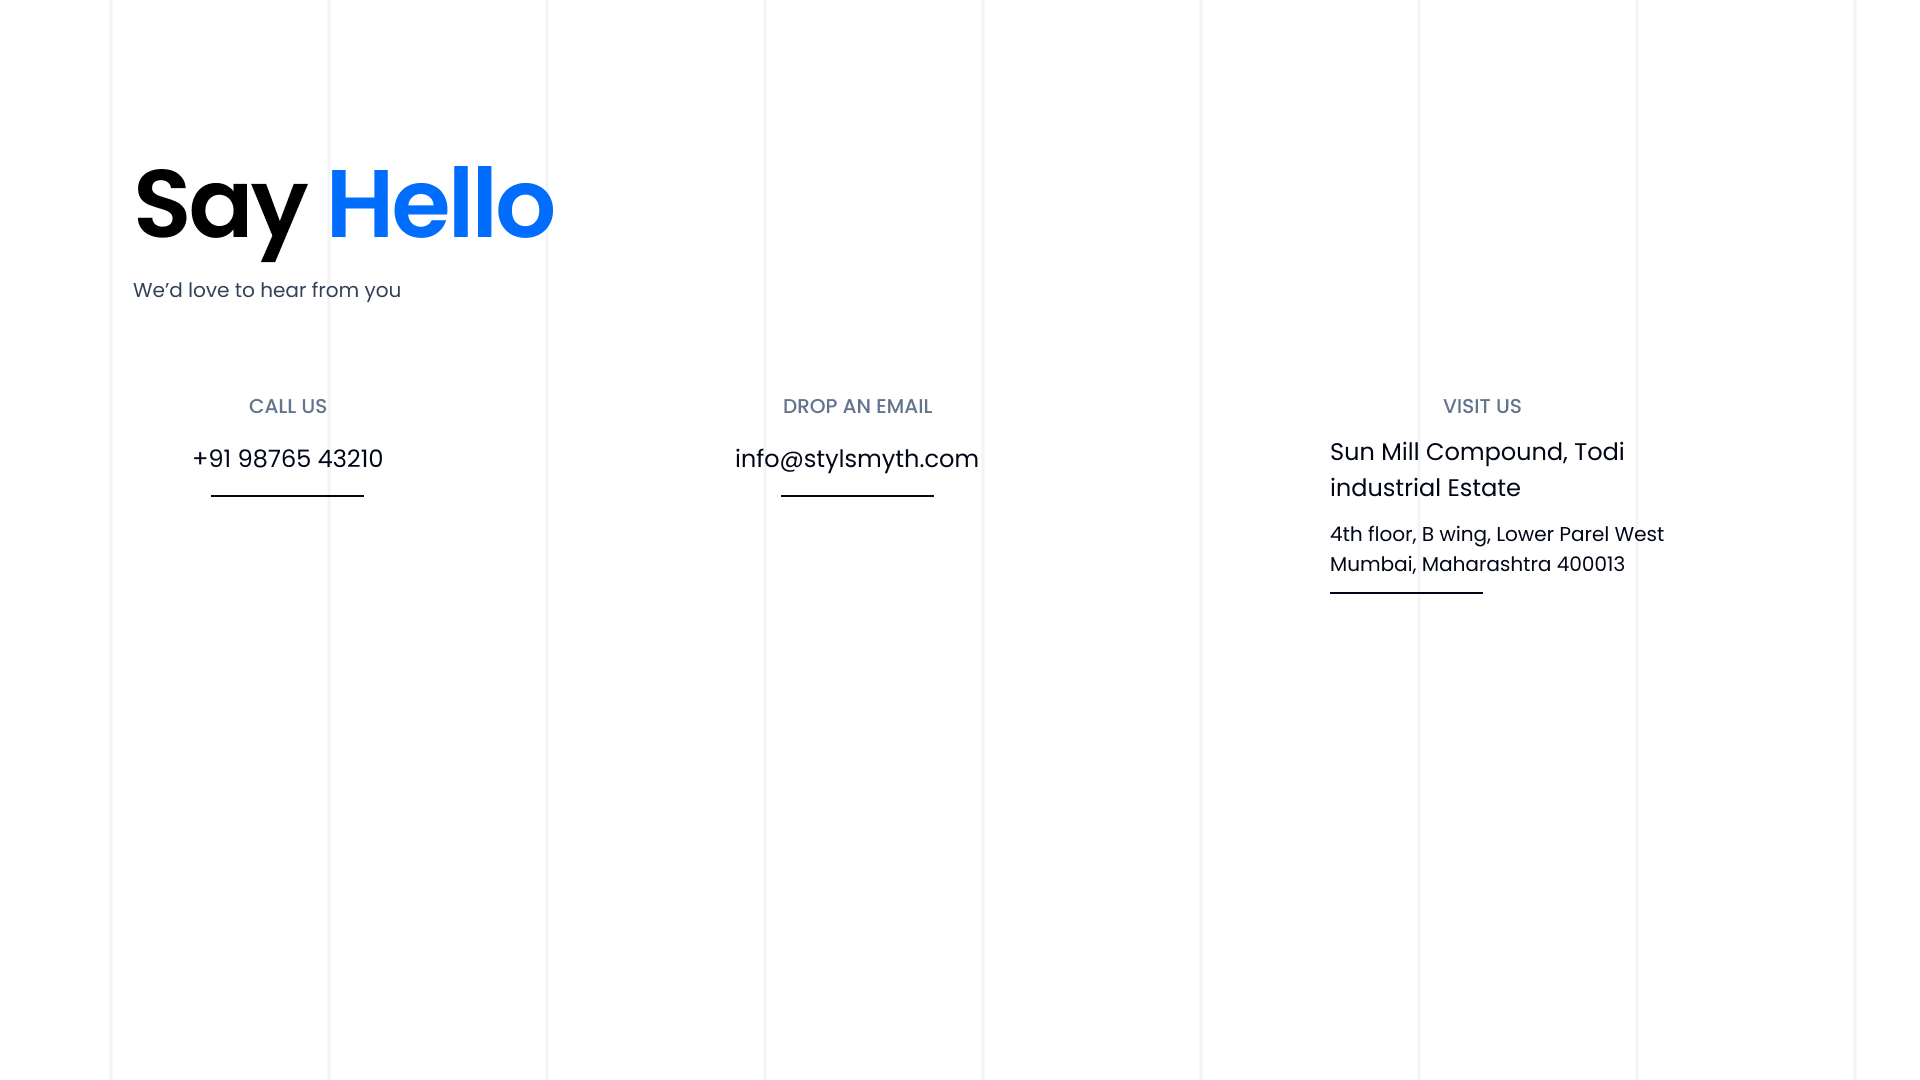 Say Hello
We’d love to hear from you
CALL US
+91 98765 43210
DROP AN EMAIL
info@stylsmyth.com
VISIT US
Sun Mill Compound, Todi
industrial Estate
4th floor, B wing, Lower Parel West
Mumbai, Maharashtra 400013